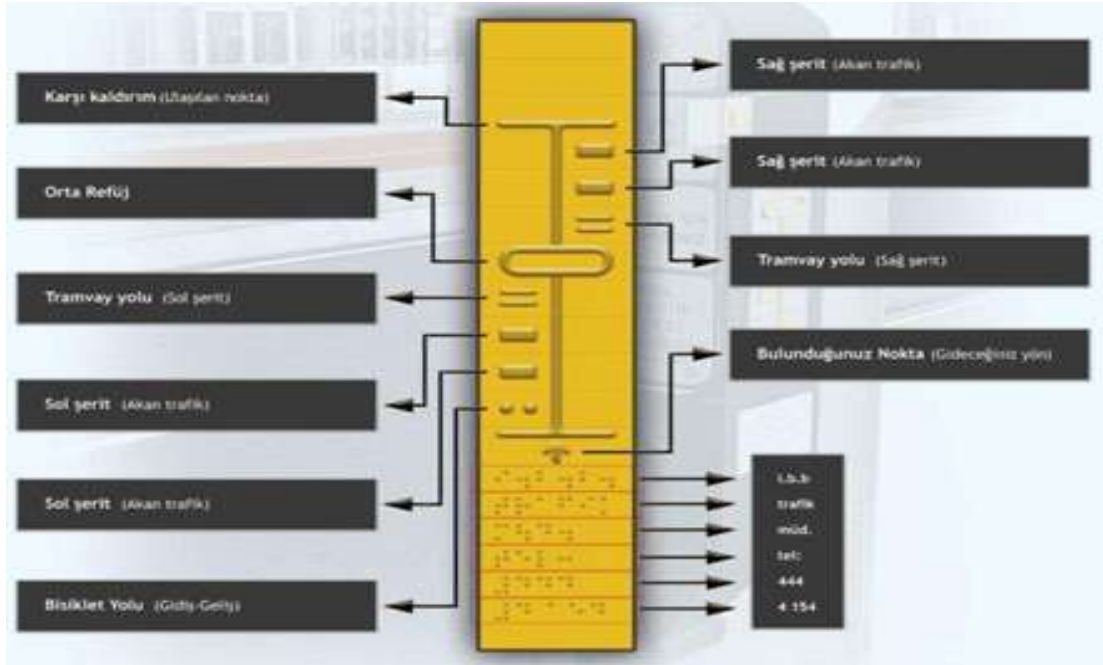 Karşı kaldırım (Ulaşılan nokta)
Orta Refüj
Tramvay yolu (Sol şerit)
Sol şerit (Akan trafik)
Sol şerit (Akan trafik)
Bisiklet Yolu (Gidiş-Geliş)
Sağ şerit (Akan trafik)
Sağ şerit (Akan trafik)
Tramvay yolu (Sağ şerit)
Bulunduğunuz Nokta (Gideceğiniz yön)
i.b.b
trafik
müd.
tel:
444
4 154